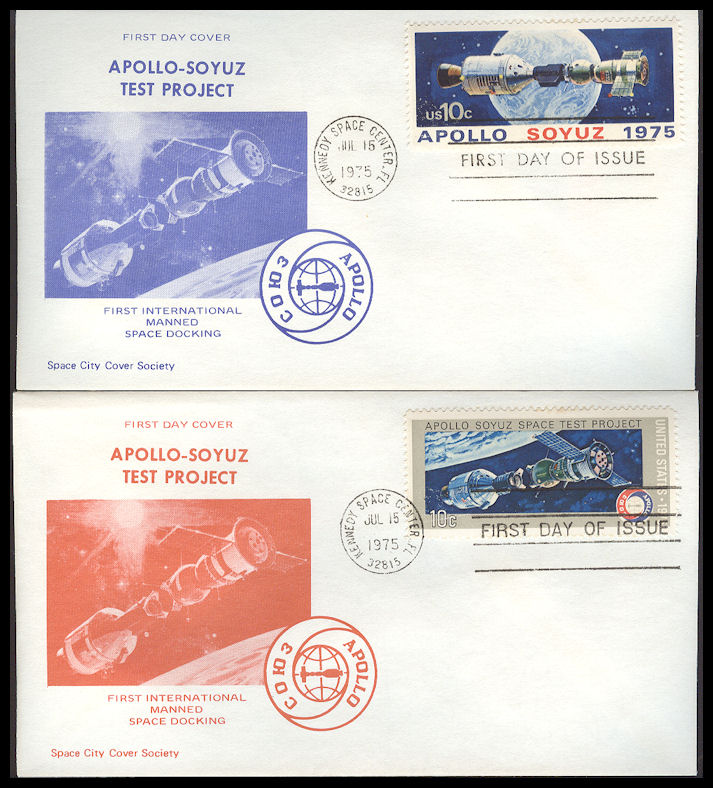 FIRST DAY COVER
APOLLO-SOYUZ
TEST PROJECT
US10c
APOLLO SOYUZ 1975
KENNEDY SPACE CENTER, FL
JUL 15
1975
32815
FIRST DAY OF ISSUE
СОЮЗ
APOLLO
FIRST INTERNATIONAL
MANNED
SPACE DOCKING
Space City Cover Society
FIRST DAY COVER
APOLLO-SOYUZ
TEST PROJECT
APOLLO SOYUZ SPACE TEST PROJECT
UNITED STATES • 19
10c
KENNEDY SPACE CENTER, FL
JUL 15
1975
32815
FIRST DAY OF ISSUE
СОЮЗ
APOLLO
FIRST INTERNATIONAL
MANNED
SPACE DOCKING
Space City Cover Society